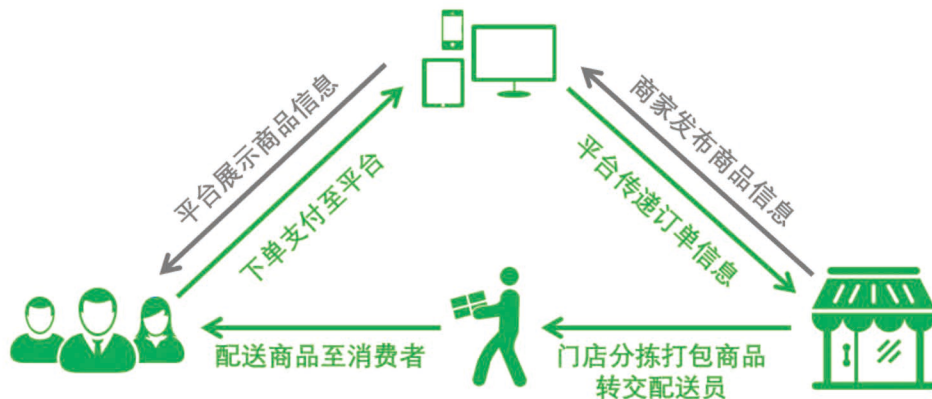 平台展示商品信息
下单支付至平台
商家发布商品信息
平台传递订单信息
配送商品至消费者
门店分拣打包商品
转交配送员